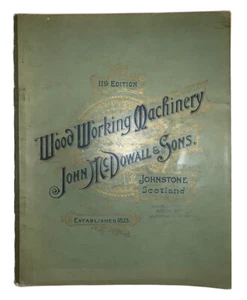 11th EDITION
Wood Working Machinery
JOHN McDOWALL & SONS.
JOHNSTONE
Scotland
ESTABLISHED 1823.